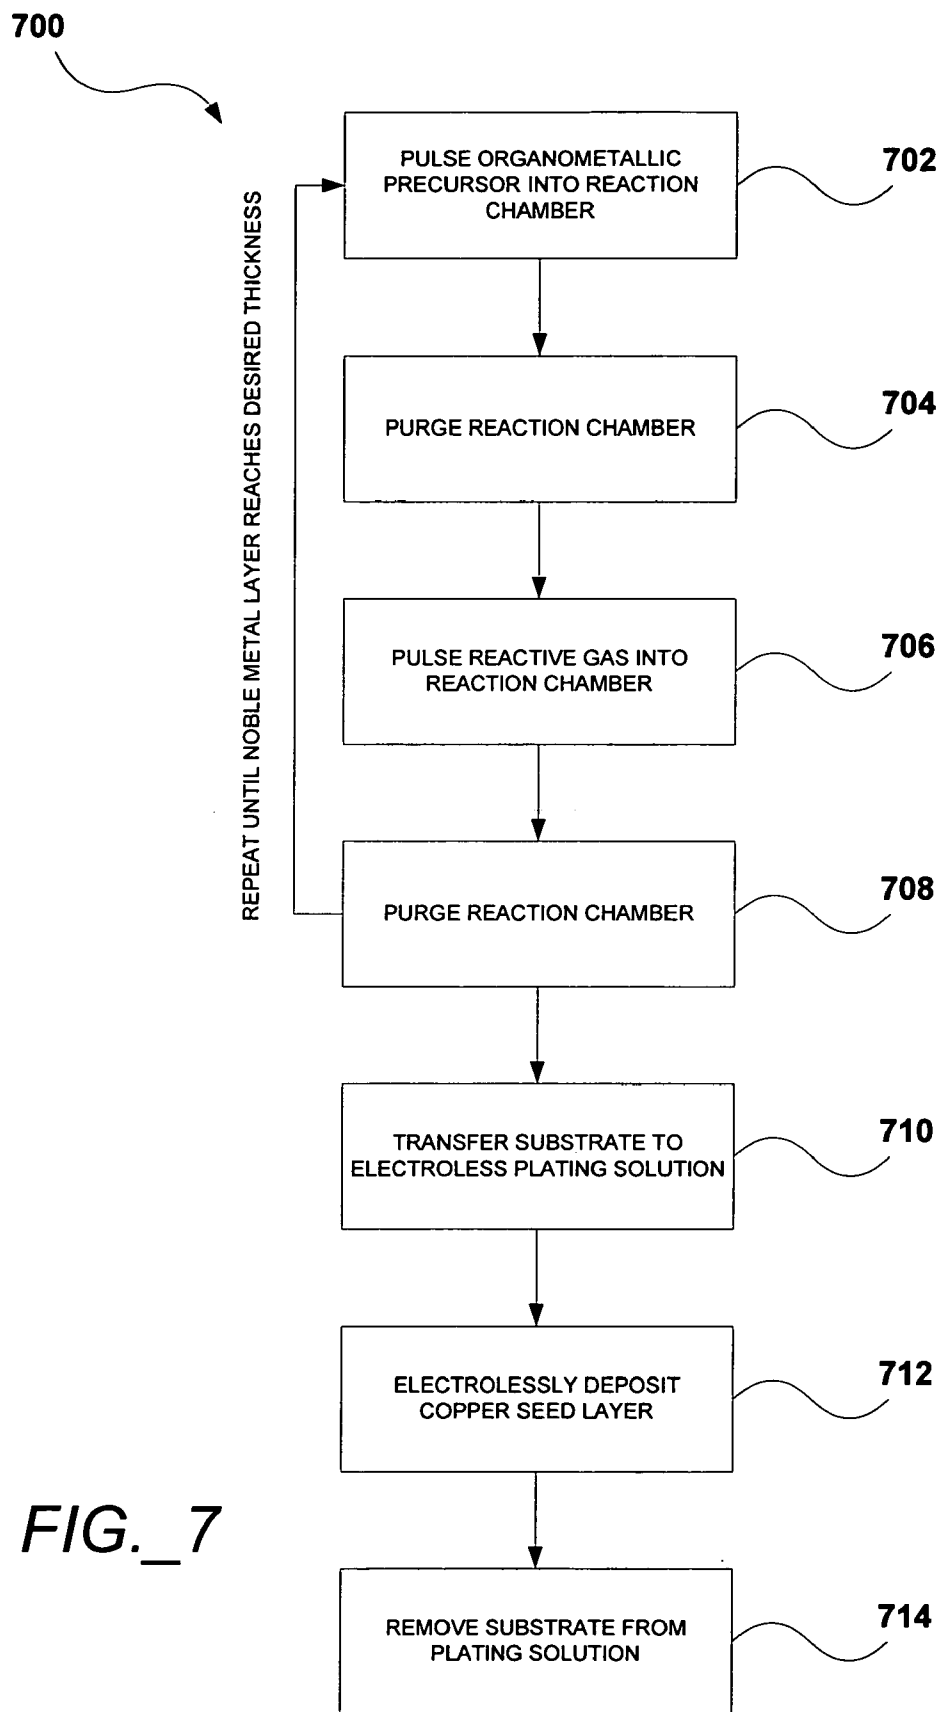 700
PULSE ORGANOMETALLIC
PRECURSOR INTO REACTION
CHAMBER
702
REPEAT UNTIL NOBLE METAL LAYER REACHES DESIRED THICKNESS
PURGE REACTION CHAMBER
704
PULSE REACTIVE GAS INTO
REACTION CHAMBER
706
PURGE REACTION CHAMBER
708
TRANSFER SUBSTRATE TO
ELECTROLESS PLATING SOLUTION
710
ELECTROLESSLY DEPOSIT
COPPER SEED LAYER
712
FIG._7
REMOVE SUBSTRATE FROM
PLATING SOLUTION
714